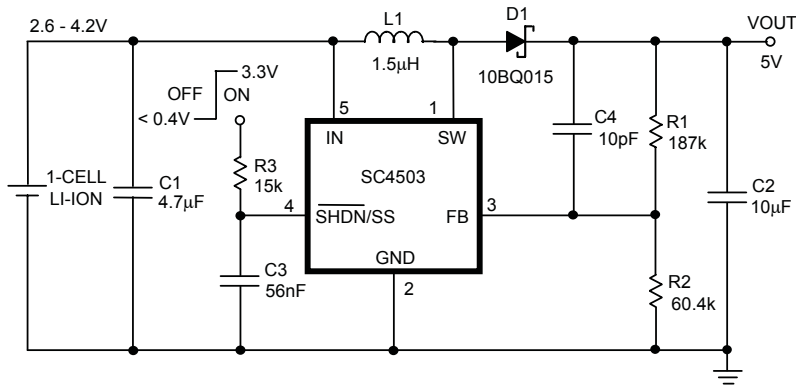 2.6 - 4.2V
L1
1.5μH
D1
10BQ015
VOUT
5V
OFF
ON
3.3V
< 0.4V
5
1
IN
SW
SC4503
SHDN/SS
FB
GND
4
3
2
R3
15k
C4
10pF
R1
187k
1-CELL
LI-ION
C1
4.7μF
C2
10μF
C3
56nF
R2
60.4k